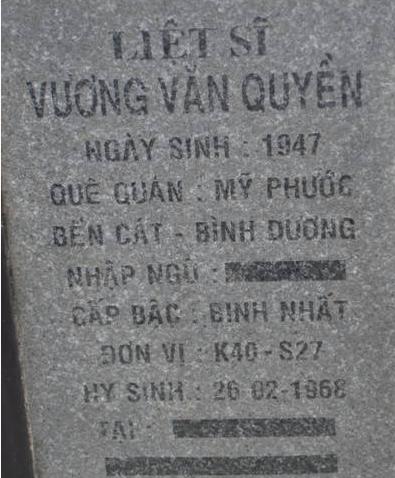 LIỆT SĨ
VƯƠNG VĂN QUYỀN
NGÀY SINH : 1947
QUÊ QUÁN : MỸ PHƯỚC
BẾN CÁT - BÌNH DƯƠNG
NHẬP NGŨ :
CẤP BẬC : BINH NHẤT
ĐƠN VỊ : K40 - S27
HY SINH : 26-02-1968
TẠI :